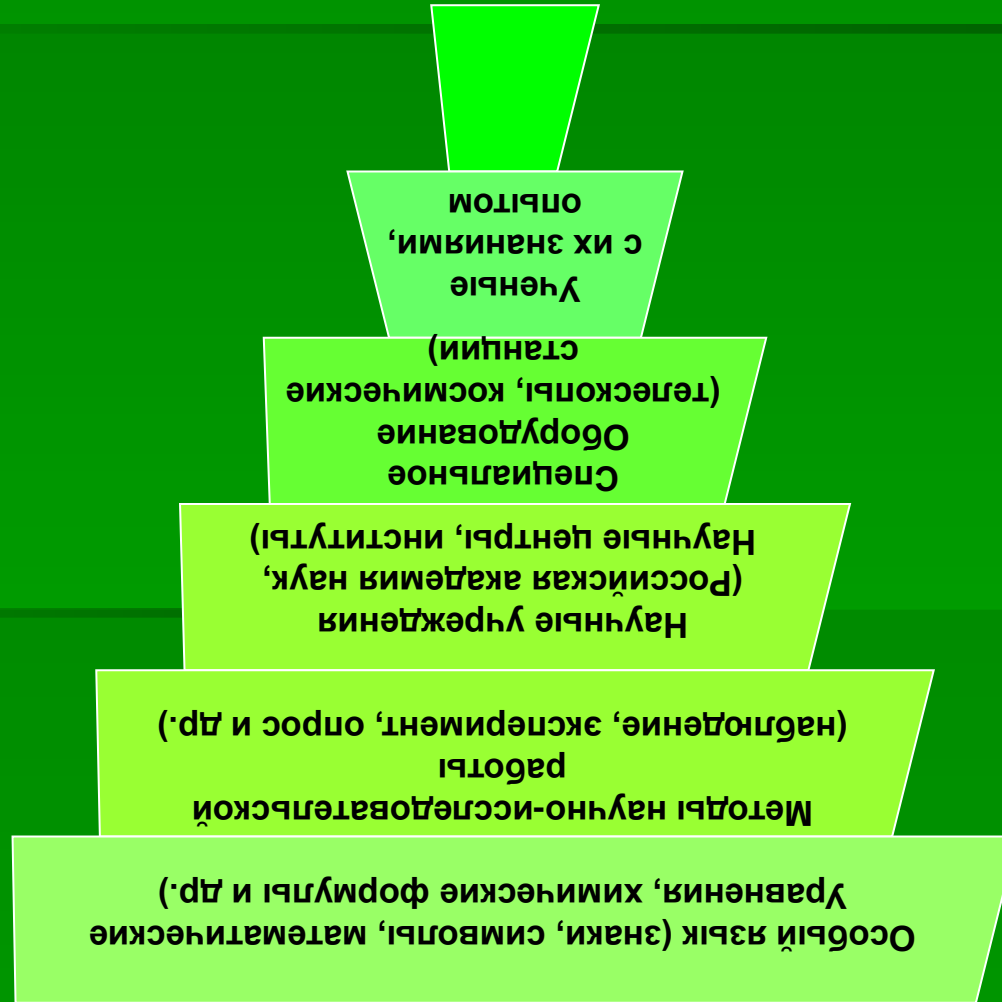 Особый язык (знаки, символы, математические
Уравнения, химические формулы и др.)
Методы научно-исследовательской
работы
(наблюдение, эксперимент, опрос и др.)
Научные учреждения
(Российская академия наук,
Научные центры, институты)
Специальное
Оборудование
(телескопы, космические
станции)
Ученые
с их знаниями,
опытом